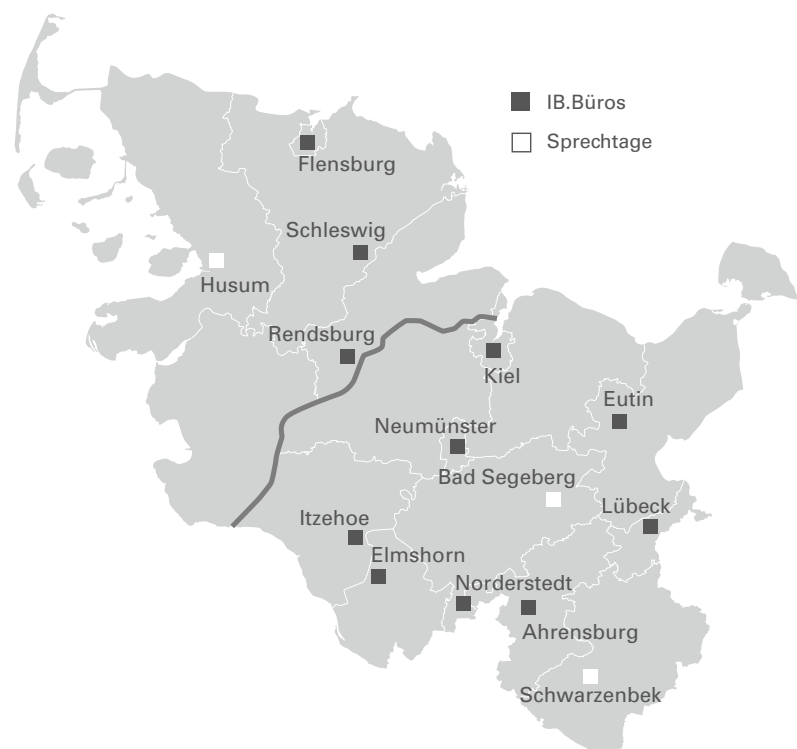 IB.Büros
Sprechtage
Flensburg
Schleswig
Husum
Rendsburg
Kiel
Eutin
Neumünster
Bad Segeberg
Lübeck
Itzehoe
Elmshorn
Norderstedt
Ahrensburg
Schwarzenbek